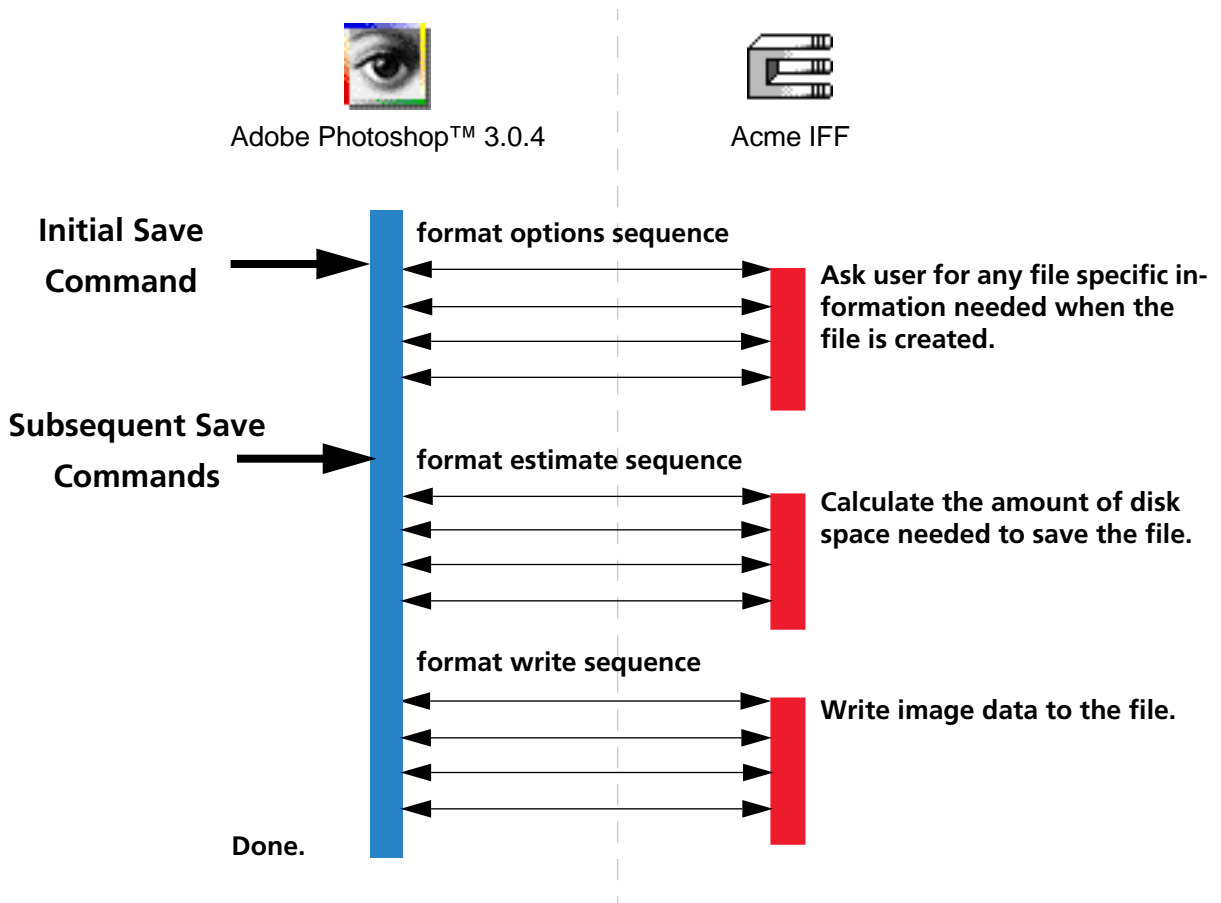 Adobe Photoshop™ 3.0.4
Acme IFF
Initial Save
Command
format options sequence
Ask user for any file specific in-
formation needed when the
file is created.
Subsequent Save
Commands
format estimate sequence
Calculate the amount of disk
space needed to save the file.
format write sequence
Write image data to the file.
Done.